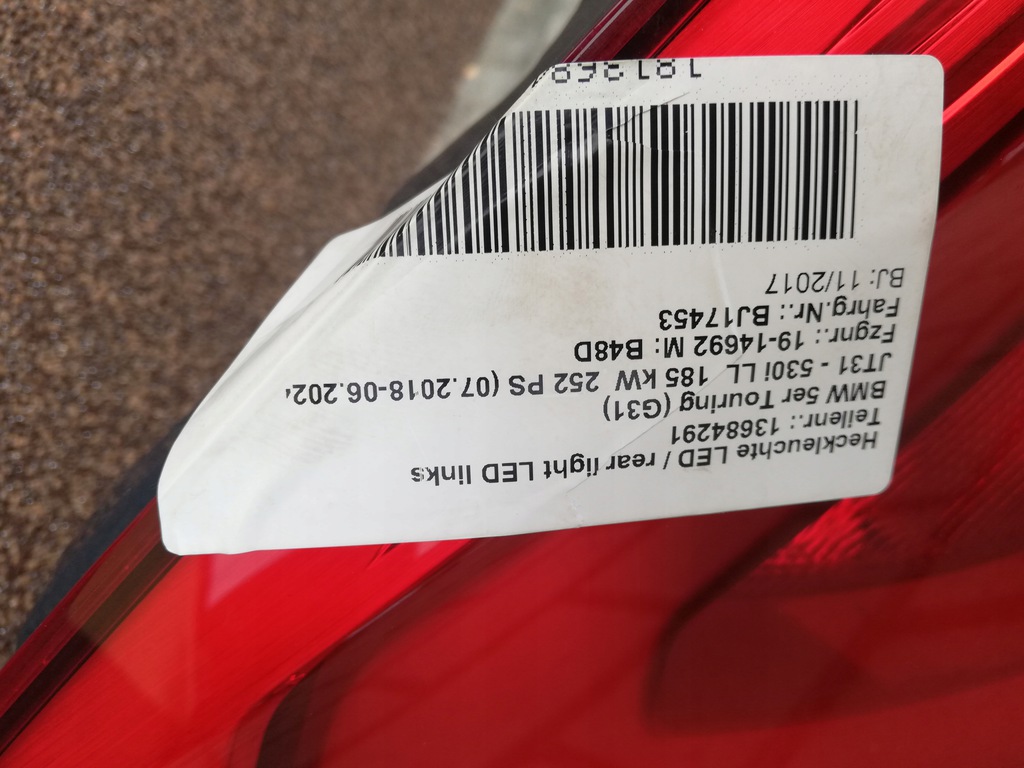 Heckleuchte LED / rear light LED links
Teilenr.: 13684291
BMW 5er Touring (G31)
JT31 - 530i LL 185 kW 252 PS (07.2018-06.202
Fzgnr.: 19-14692 M: B48D
Fahrg.Nr.: BJ17453
BJ: 11/2017